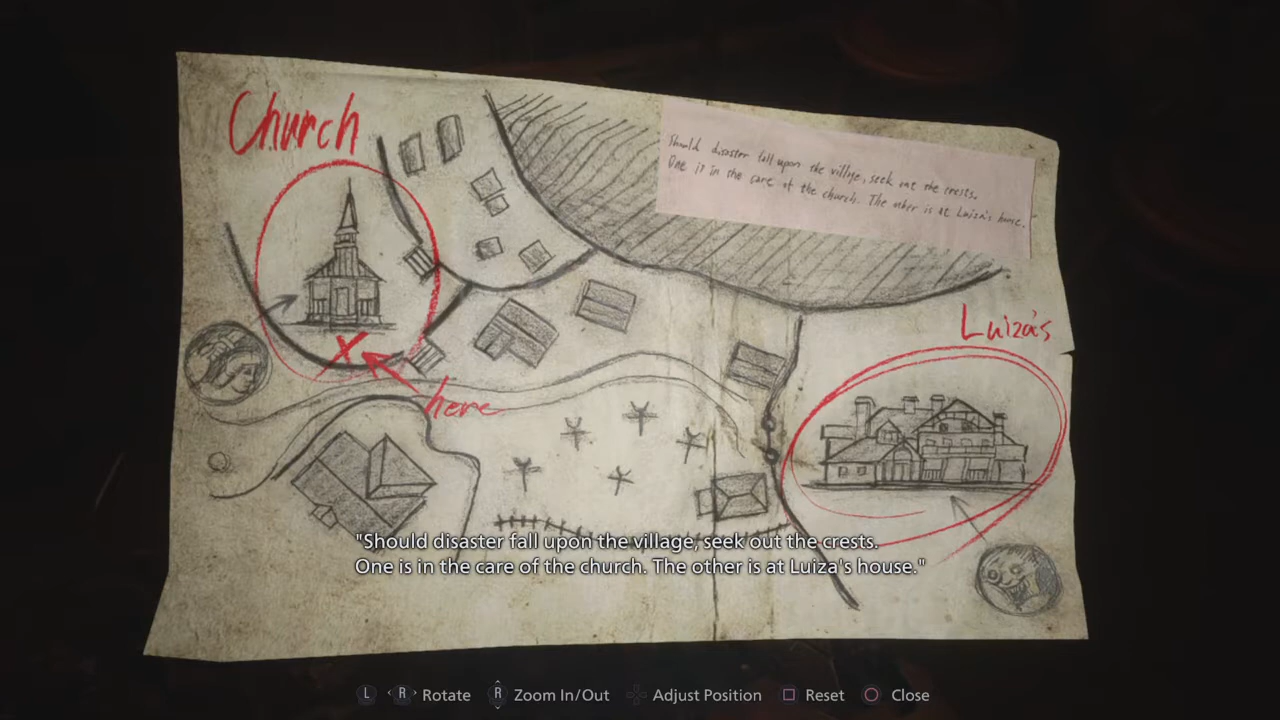 Church
Should disaster fall upon the village, seek out the crests.
One is in the care of the church. The other is at Luiza's house.
Luiza's
X
here
"Should disaster fall upon the village, seek out the crests.
One is in the care of the church. The other is at Luiza's house."
L R Rotate R Zoom In/Out Adjust Position Reset Close